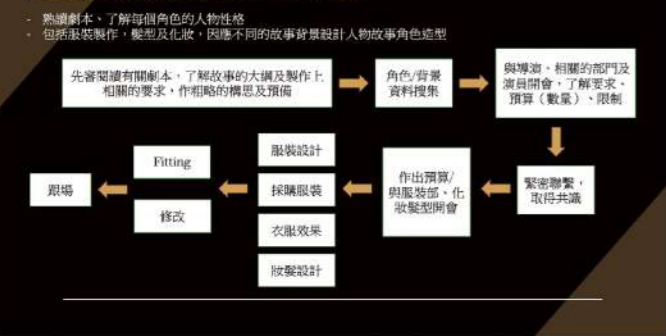 - 熟讀劇本、了解每個角色的人物性格
- 包括服裝製作，髮型及化妝，因應不同的故事背景設計人物故事角色造型
先審閱讀有關劇本，了解故事的大綱及製作上
相關的要求，作粗略的構思及預備
角色/背景
資料搜集
與導演、相關的部門及
演員開會，了解要求、
預算（數量）、限制
緊密聯繫，
取得共識
作出預算/
與服裝部、化
妝髮型開會
服裝設計
採購服裝
衣服效果
妝髮設計
Fitting
修改
跟場